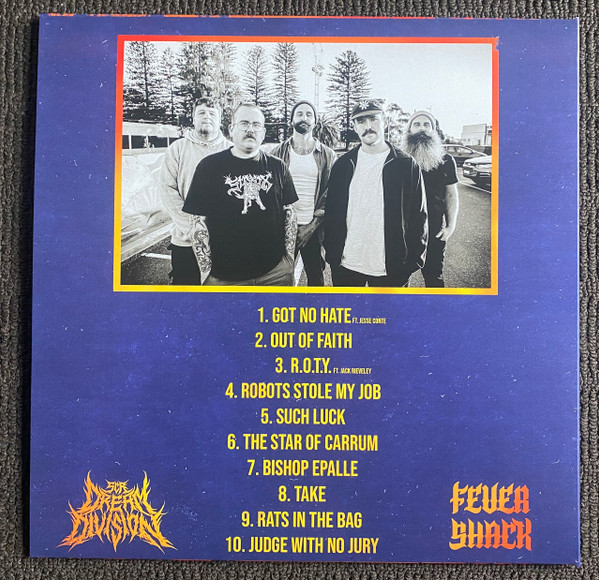 1. GOT NO HATE FT. JESSE CONTE
2. OUT OF FAITH
3. R.O.T.Y. FT. JACK RIEVELEY
4. ROBOTS STOLE MY JOB
5. SUCH LUCK
6. THE STAR OF CARRUM
7. BISHOP EPALLE
8. TAKE
9. RATS IN THE BAG
10. JUDGE WITH NO JURY
DREAM
DIVISION
FEVER
SHACK